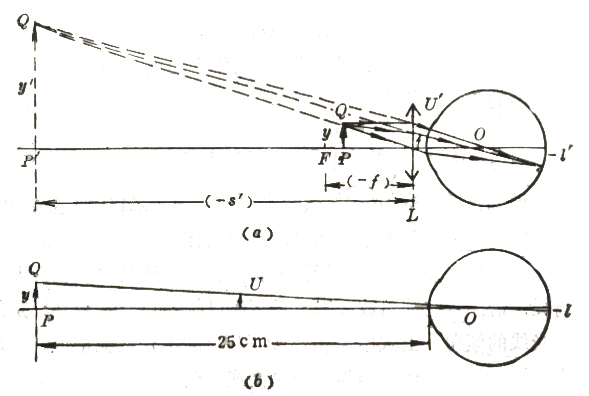 Q
y'
P'
Q
y
F P
U'
O
-l'
(-f)
(-s')
L
(a)
Q
y
P
U
O
-l
25cm
(b)